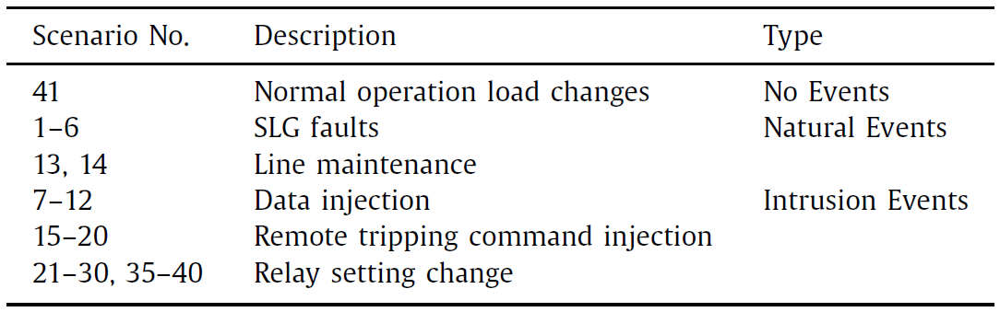 Scenario No. Description Type
41 Normal operation load changes No Events
1–6 SLG faults Natural Events
13, 14 Line maintenance
7–12 Data injection Intrusion Events
15–20 Remote tripping command injection
21–30, 35–40 Relay setting change